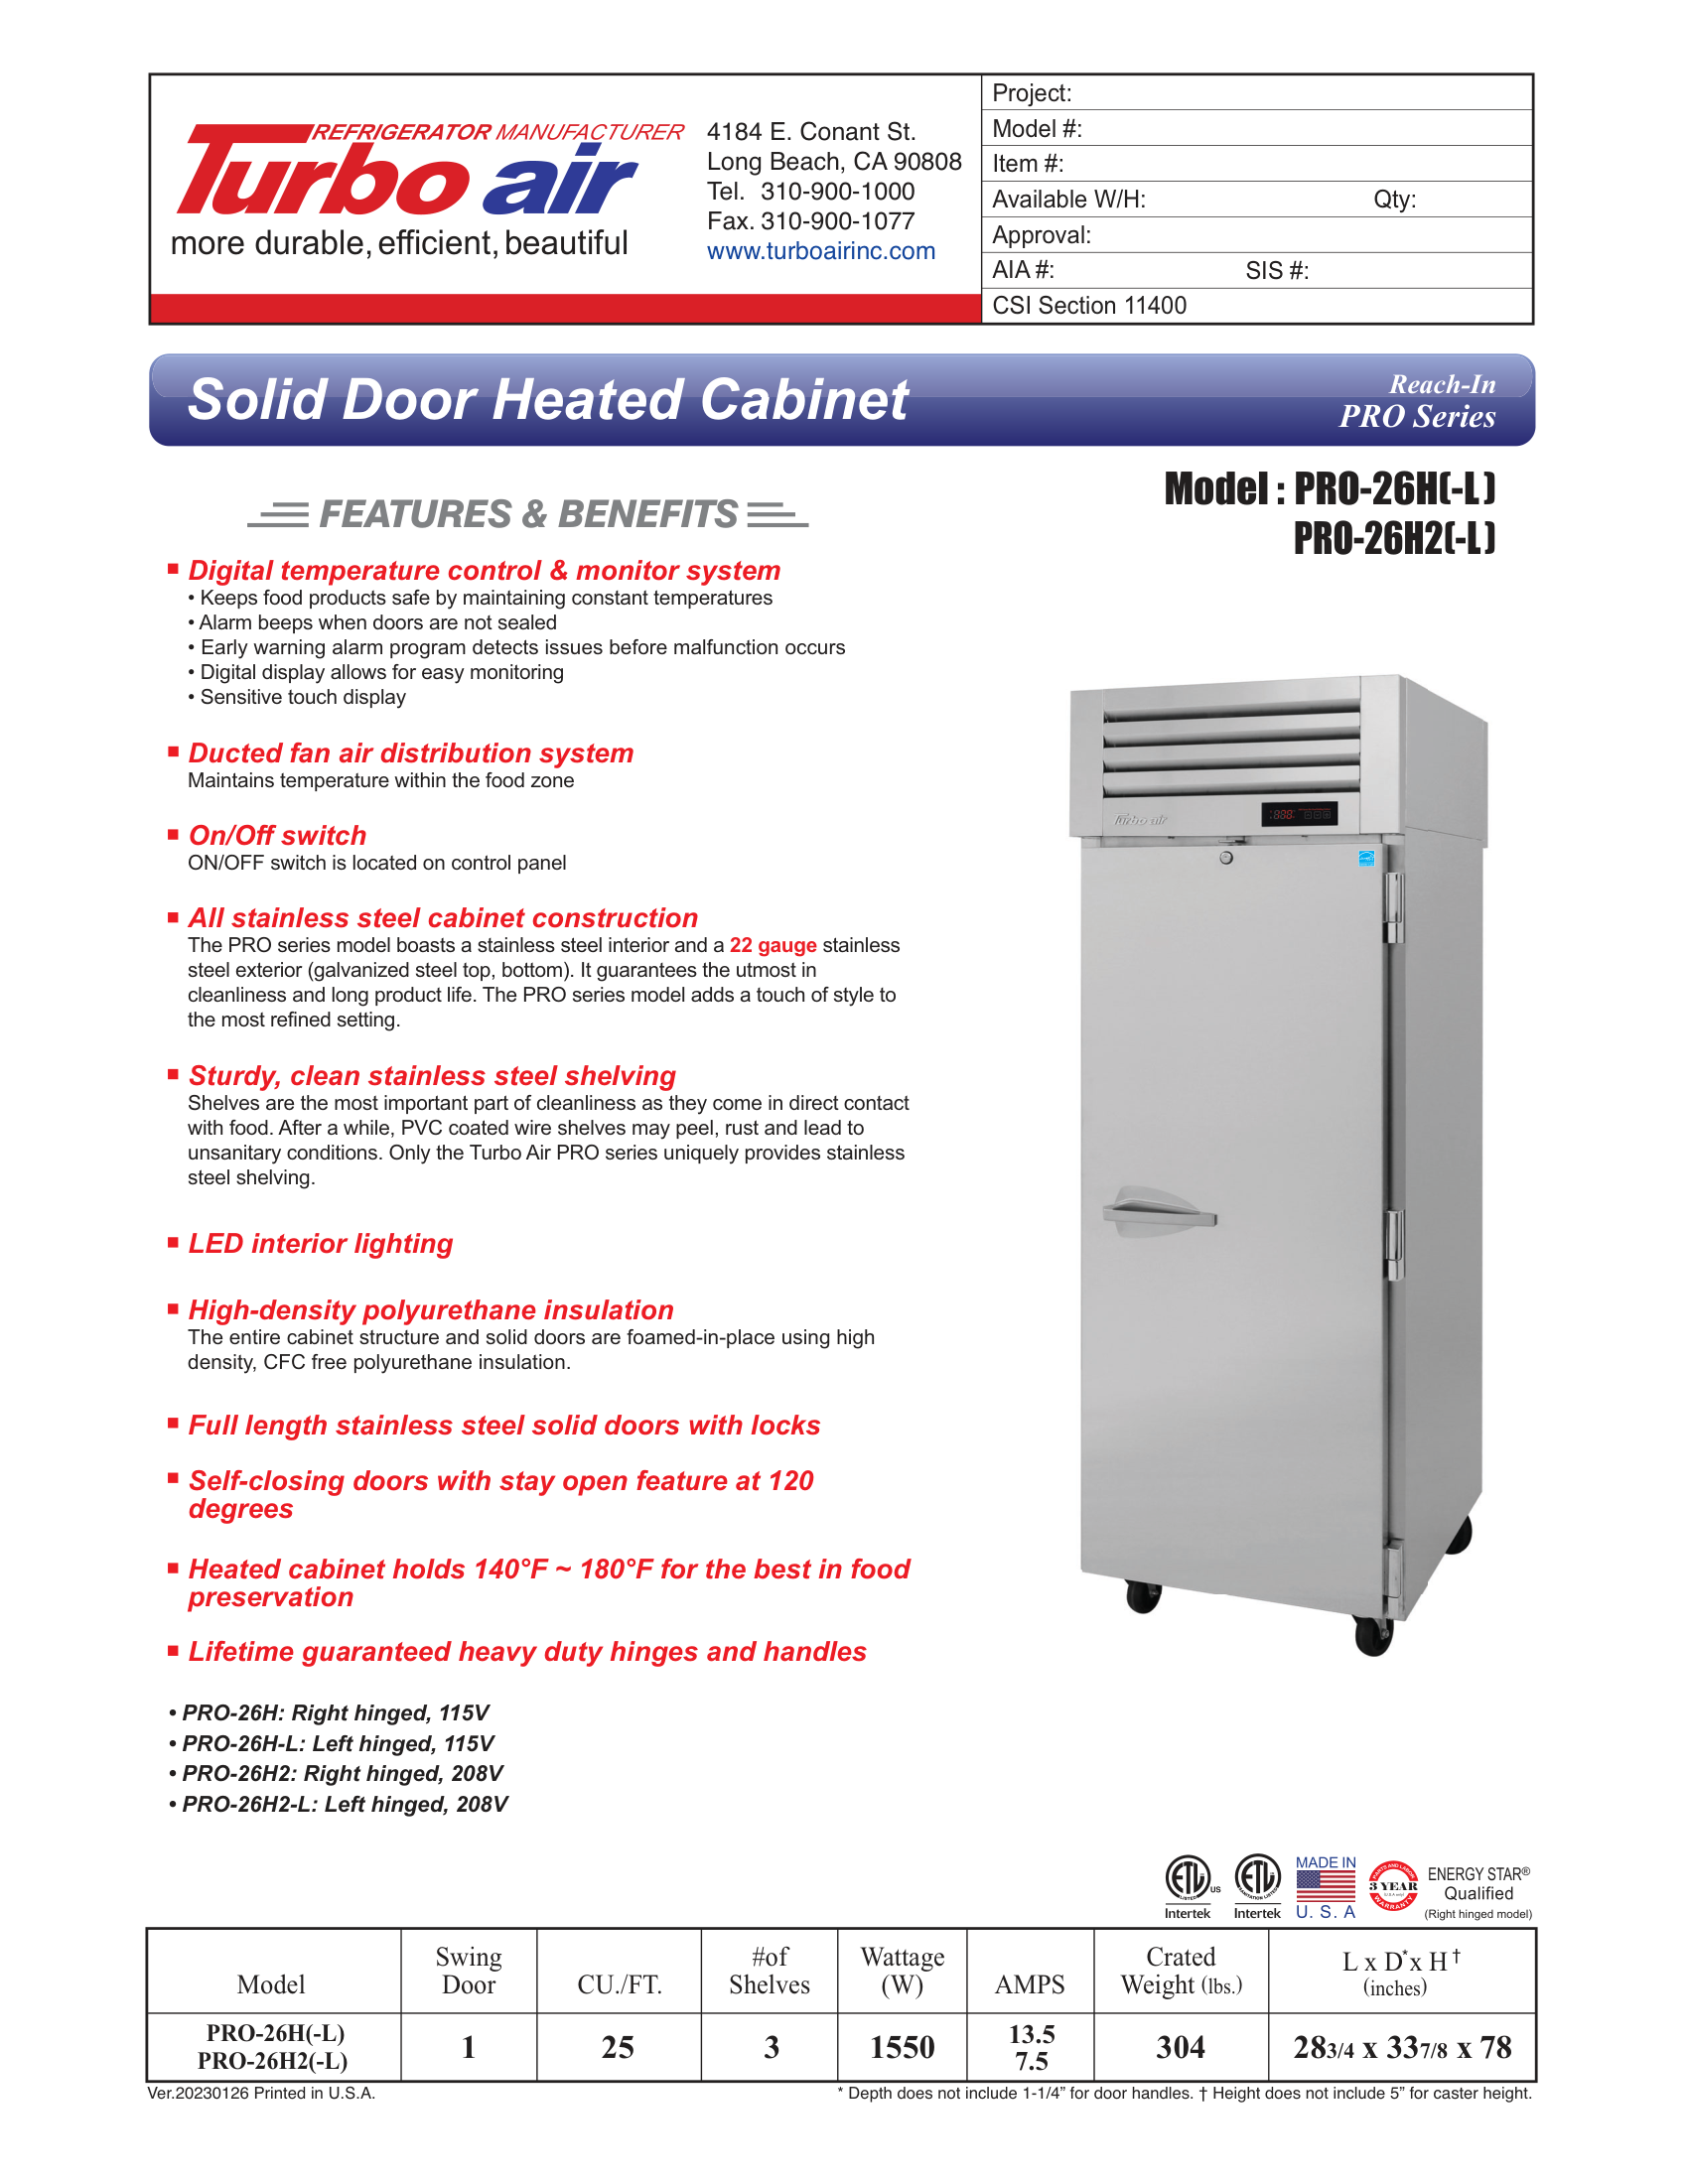 REFRIGERATOR MANUFACTURER
Turbo air
more durable, efficient, beautiful
4184 E. Conant St.
Long Beach, CA 90808
Tel. 310-900-1000
Fax. 310-900-1077
www.turboairinc.com
Project:
Model #:
Item #:
Available W/H: Qty:
Approval:
AIA #: SIS #:
CSI Section 11400
Solid Door Heated Cabinet
Reach-In
PRO Series
Model : PRO-26H(-L)
PRO-26H2(-L)
FEATURES & BENEFITS
Digital temperature control & monitor system
• Keeps food products safe by maintaining constant temperatures
• Alarm beeps when doors are not sealed
• Early warning alarm program detects issues before malfunction occurs
• Digital display allows for easy monitoring
• Sensitive touch display
Ducted fan air distribution system
Maintains temperature within the food zone
On/Off switch
ON/OFF switch is located on control panel
All stainless steel cabinet construction
The PRO series model boasts a stainless steel interior and a 22 gauge stainless
steel exterior (galvanized steel top, bottom). It guarantees the utmost in
cleanliness and long product life. The PRO series model adds a touch of style to
the most refined setting.
Sturdy, clean stainless steel shelving
Shelves are the most important part of cleanliness as they come in direct contact
with food. After a while, PVC coated wire shelves may peel, rust and lead to
unsanitary conditions. Only the Turbo Air PRO series uniquely provides stainless
steel shelving.
LED interior lighting
High-density polyurethane insulation
The entire cabinet structure and solid doors are foamed-in-place using high
density, CFC free polyurethane insulation.
Full length stainless steel solid doors with locks
Self-closing doors with stay open feature at 120
degrees
Heated cabinet holds 140°F ~ 180°F for the best in food
preservation
Lifetime guaranteed heavy duty hinges and handles
• PRO-26H: Right hinged, 115V
• PRO-26H-L: Left hinged, 115V
• PRO-26H2: Right hinged, 208V
• PRO-26H2-L: Left hinged, 208V
Turbo air
ETL LISTED US
Intertek
ETL SANITATION LISTED
Intertek
MADE IN
U. S. A
PARTS AND LABOR
3 YEAR
WARRANTY
ENERGY STAR®
Qualified
(Right hinged model)
Model Swing Door CU./FT. #of Shelves Wattage (W) AMPS Crated Weight (lbs.) L x D* x H† (inches)
PRO-26H(-L) PRO-26H2(-L) 1 25 3 1550 13.5 7.5 304 283/4 x 337/8 x 78
Ver.20230126 Printed in U.S.A.
* Depth does not include 1-1/4” for door handles. † Height does not include 5” for caster height.